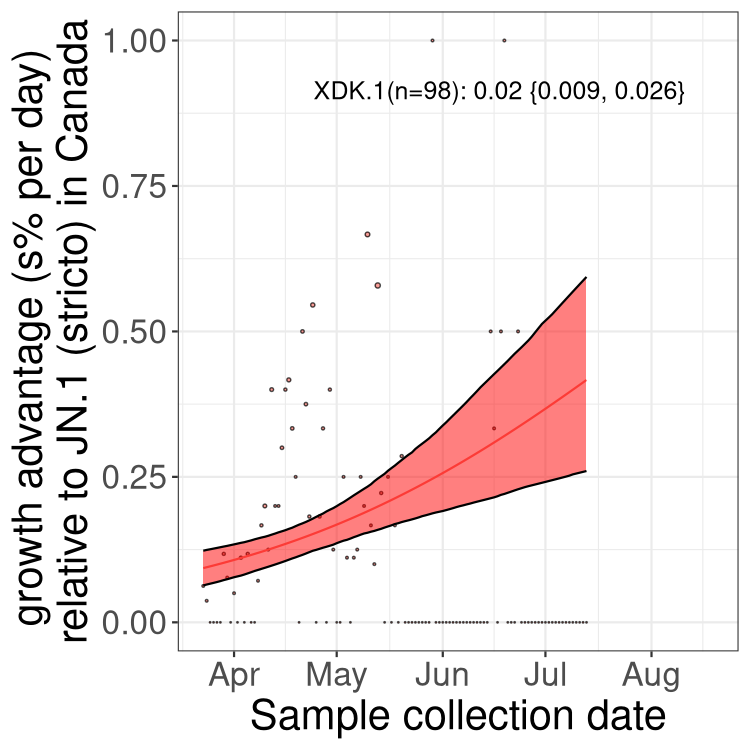 growth advantage (s% per day)
relative to JN.1 (stricto) in Canada
1.00
0.75
0.50
0.25
0.00
XDK.1(n=98): 0.02 {0.009, 0.026}
Apr May Jun Jul Aug
Sample collection date